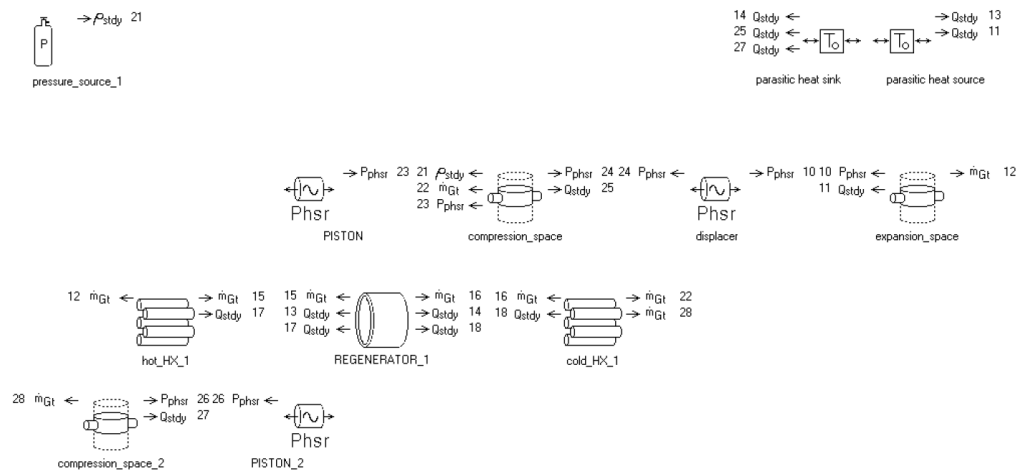 P
→ Pstdy 21
pressure_source_1
14 Qstdy ←
25 Qstdy ←
27 Qstdy ←
To
parasitic heat sink
To
→ Qstdy 13
→ Qstdy 11
parasitic heat source
→ Pphsr 23
Phsr
PISTON
21 Pstdy ←
22 ṁGt ←
23 Pphsr ←
→ Pphsr 24
→ Qstdy 25
compression_space
24 Pphsr ←
→ Pphsr 10
Phsr
displacer
10 Pphsr ←
11 Qstdy ←
→ ṁGt 12
expansion_space
12 ṁGt ←
→ ṁGt 15
→ Qstdy 17
hot_HX_1
15 ṁGt ←
13 Qstdy ←
17 Qstdy ←
→ ṁGt 16
→ Qstdy 14
→ Qstdy 18
REGENERATOR_1
16 ṁGt ←
18 Qstdy ←
→ ṁGt 22
→ ṁGt 28
cold_HX_1
28 ṁGt ←
→ Pphsr 26
→ Qstdy 27
compression_space_2
26 Pphsr ←
Phsr
PISTON_2